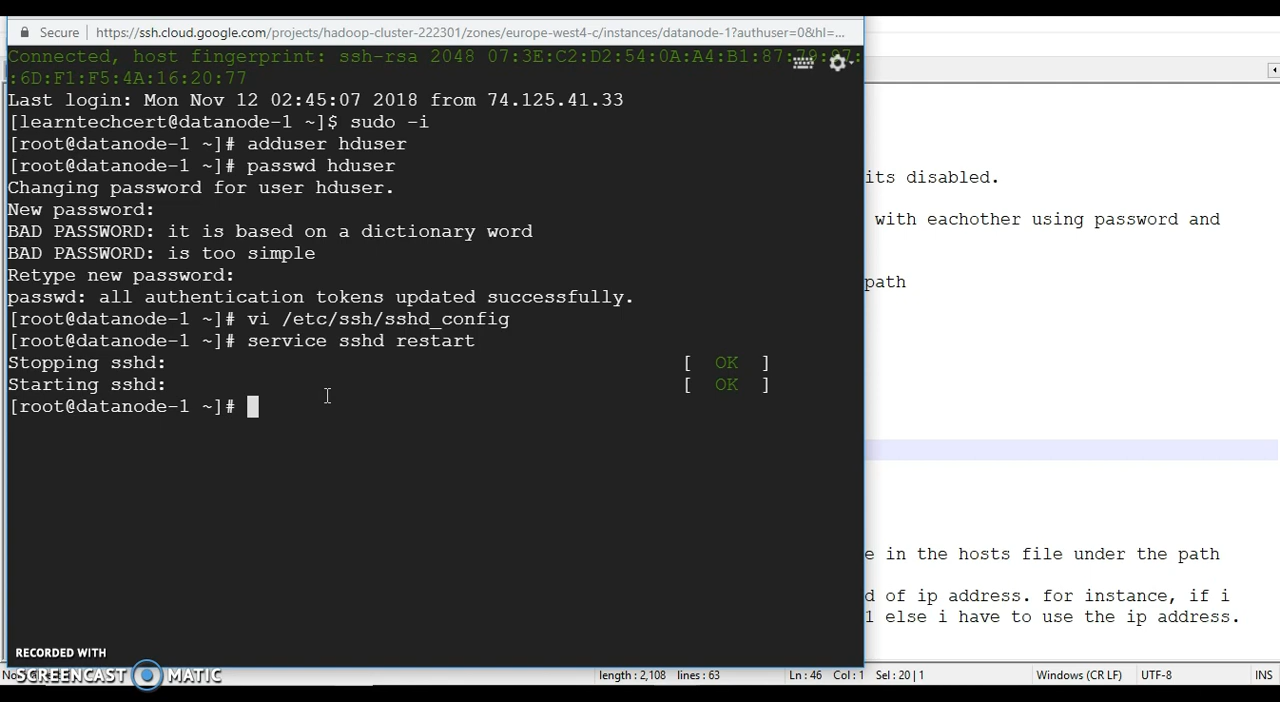 Secure https://ssh.cloud.google.com/projects/hadoop-cluster-222301/zones/europe-west4-c/instances/datanode-1?authuser=0&hl=...
Connected, host fingerprint: ssh-rsa 2048 07:3E:C2:D2:54:0A:A4:B1:87:
:6D:F1:F5:4A:16:20:77
Last login: Mon Nov 12 02:45:07 2018 from 74.125.41.33
[learntechcert@datanode-1 ~]$ sudo -i
[root@datanode-1 ~]# adduser hduser
[root@datanode-1 ~]# passwd hduser
Changing password for user hduser.
New password:
BAD PASSWORD: it is based on a dictionary word
BAD PASSWORD: is too simple
Retype new password:
passwd: all authentication tokens updated successfully.
[root@datanode-1 ~]# vi /etc/ssh/sshd_config
[root@datanode-1 ~]# service sshd restart
Stopping sshd: [ OK ]
Starting sshd: [ OK ]
[root@datanode-1 ~]#
its disabled.
with eachother using password and
path
e in the hosts file under the path
d of ip address. for instance, if i
1 else i have to use the ip address.
RECORDED WITH
SCREENCAST MATIC
length : 2,108 lines : 63 Ln : 46 Col : 1 Sel : 20 | 1 Windows (CR LF) UTF-8 INS